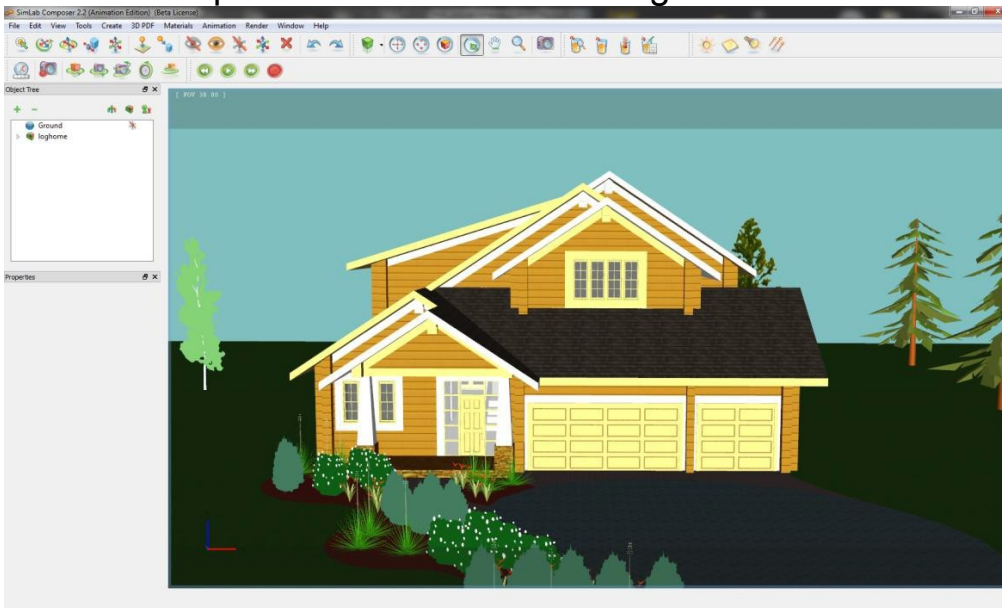 SimLab Composer 2.2 (Animation Edition) (Beta License)
File Edit View Tools Create 3D PDF Materials Animation Render Window Help
Object Tree
[ FOV 38.00 ]
Ground
loghome
Properties